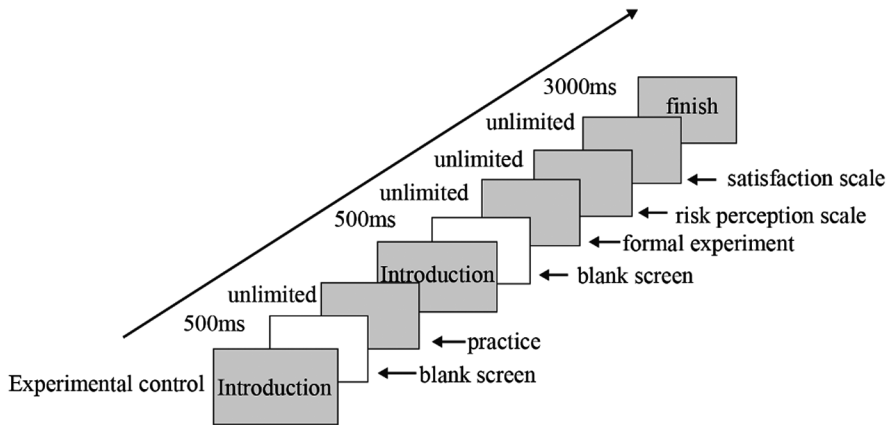 3000ms
finish
unlimited
unlimited
satisfaction scale
unlimited
risk perception scale
500ms
formal experiment
Introduction
blank screen
unlimited
500ms
practice
Experimental control
Introduction
blank screen